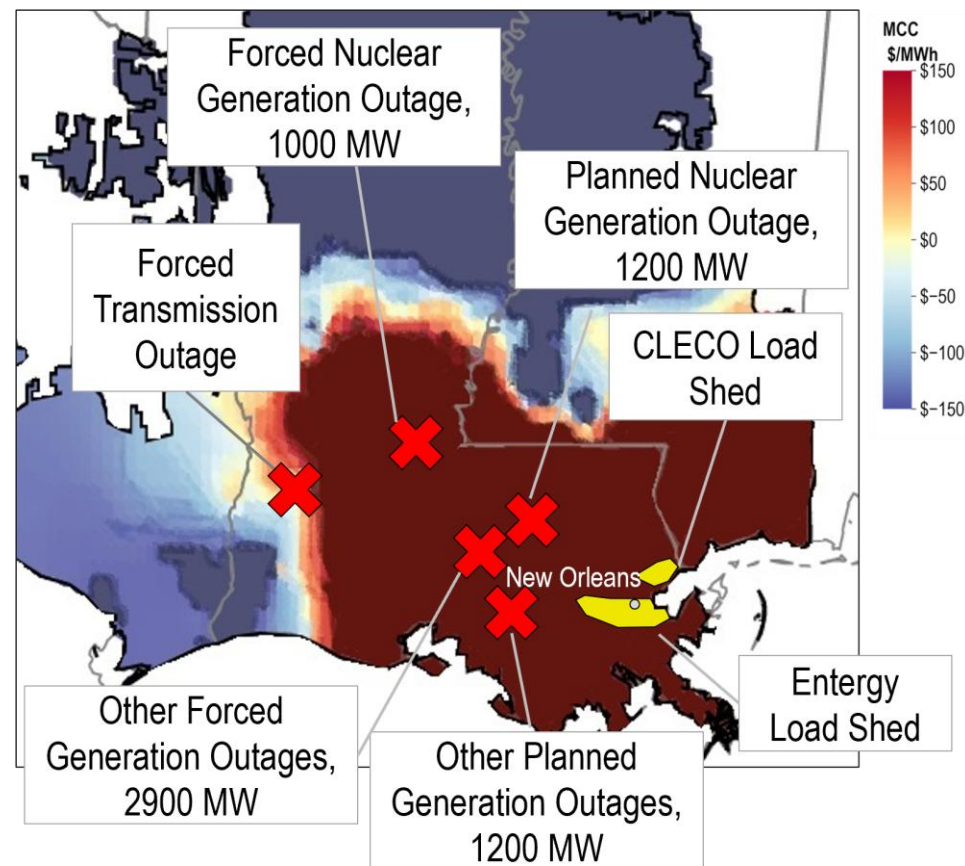 Forced Nuclear
Generation Outage,
1000 MW
MCC
$/MWh
$150
$100
$50
$0
$−50
$−100
$−150
Planned Nuclear
Generation Outage,
1200 MW
Forced
Transmission
Outage
CLECO Load
Shed
New Orleans
Other Forced
Generation Outages,
2900 MW
Other Planned
Generation Outages,
1200 MW
Entergy
Load Shed